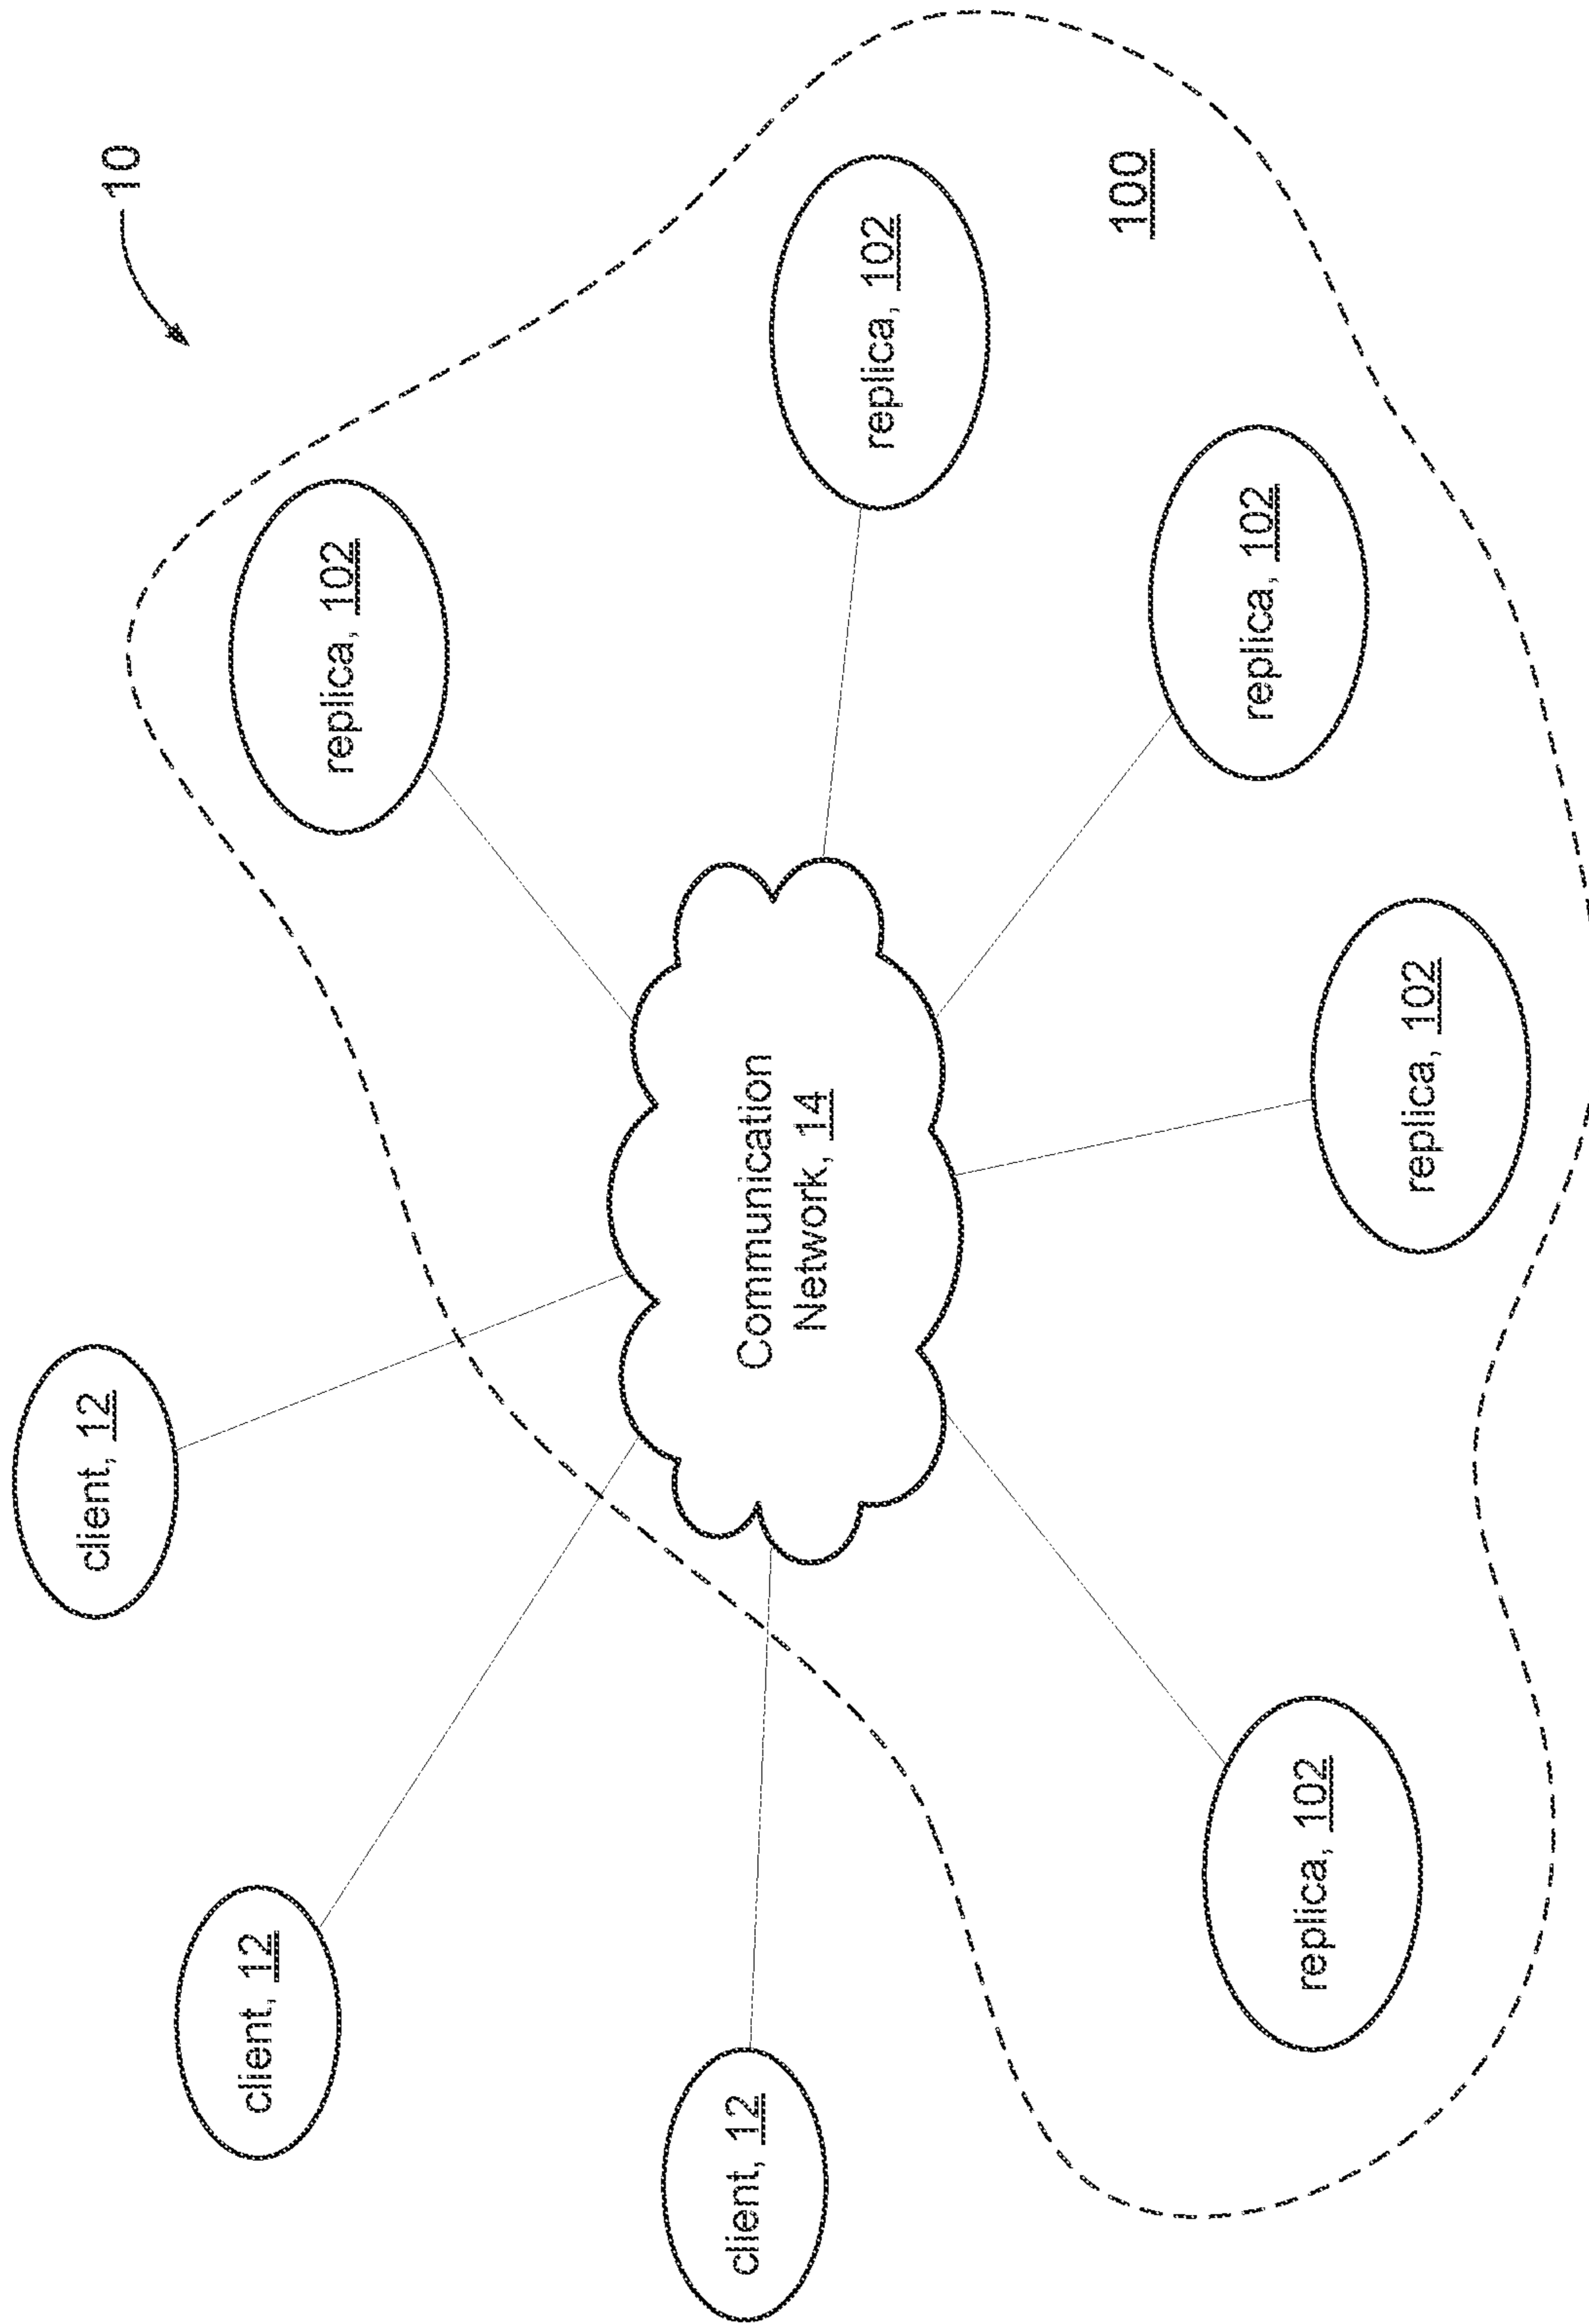 client, 12
10
client, 12
replica, 102
client, 12
Communication
Network, 14
replica, 102
100
replica, 102
replica, 102
replica, 102